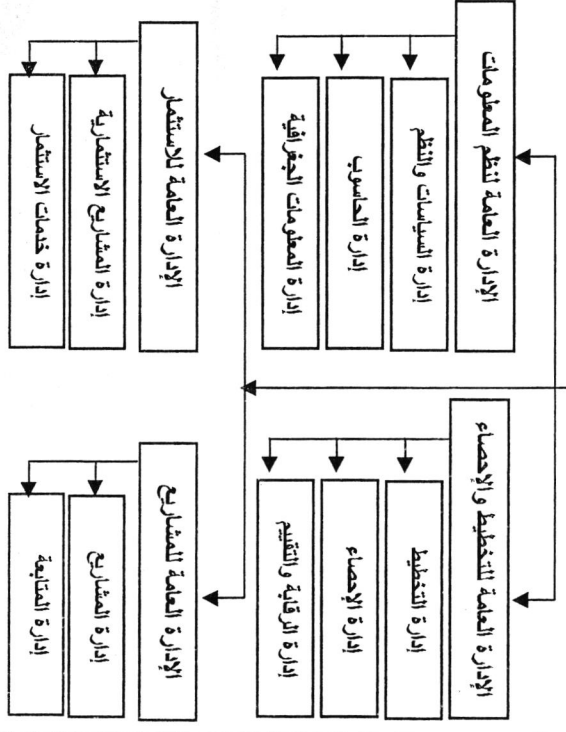 الإدارة العامة لنظم المعلومات
إدارة السياسات والنظم
إدارة الحاسوب
إدارة المعلومات الجغرافية
الإدارة العامة للتخطيط والإحصاء
إدارة التخطيط
إدارة الإحصاء
إدارة الرقابة والتقييم
الإدارة العامة للاستثمار
إدارة المشاريع الاستثمارية
إدارة خدمات الاستثمار
الإدارة العامة للمشاريع
إدارة المشاريع
إدارة المتابعة